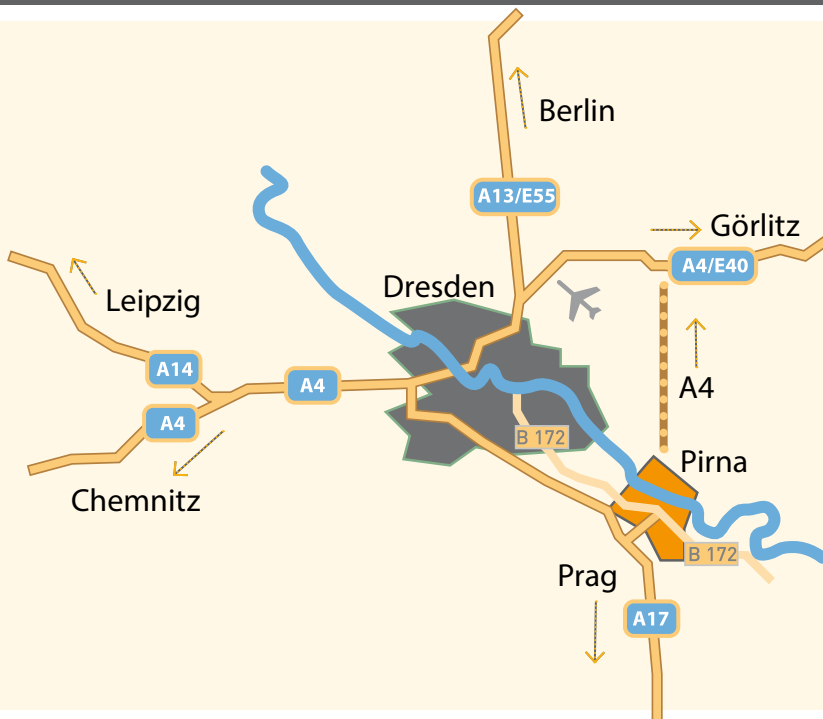 Berlin
A13/E55
Görlitz
A4/E40
Dresden
Leipzig
A14
A4
A4
A4
B 172
Pirna
Chemnitz
B 172
Prag
A17